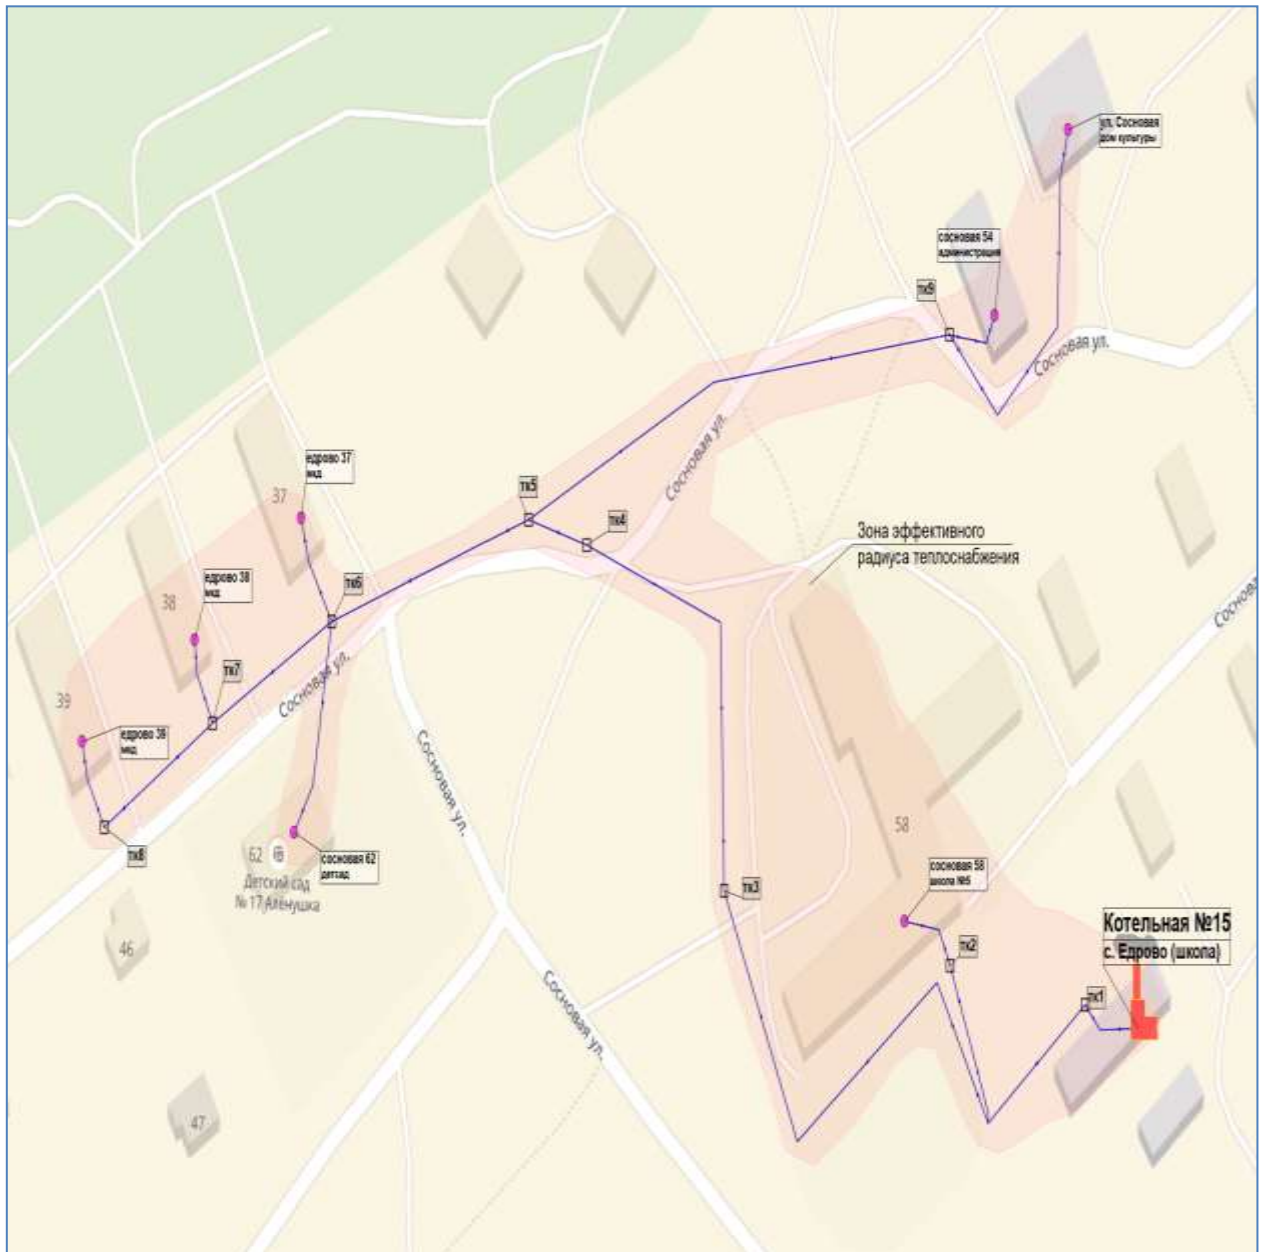 ул. Сосновая
дом культуры
сосновая 54
администрация
тк9
Сосновая ул.
Сосновая ул.
едрово 37
мкд
37
тк5
тк4
Зона эффективного
радиуса теплоснабжения
едрово 38
мкд
38
тк6
Сосновая
39
тк7
Сосновая ул.
едрово 39
мкд
Сосновая ул.
58
тк8
62
сосновая 62
детсад
Детский сад
№ 17 Алёнушка
сосновая 58
школа №5
тк3
46
тк2
Котельная №15
с. Едрово (школа)
тк1
Сосновая ул.
47